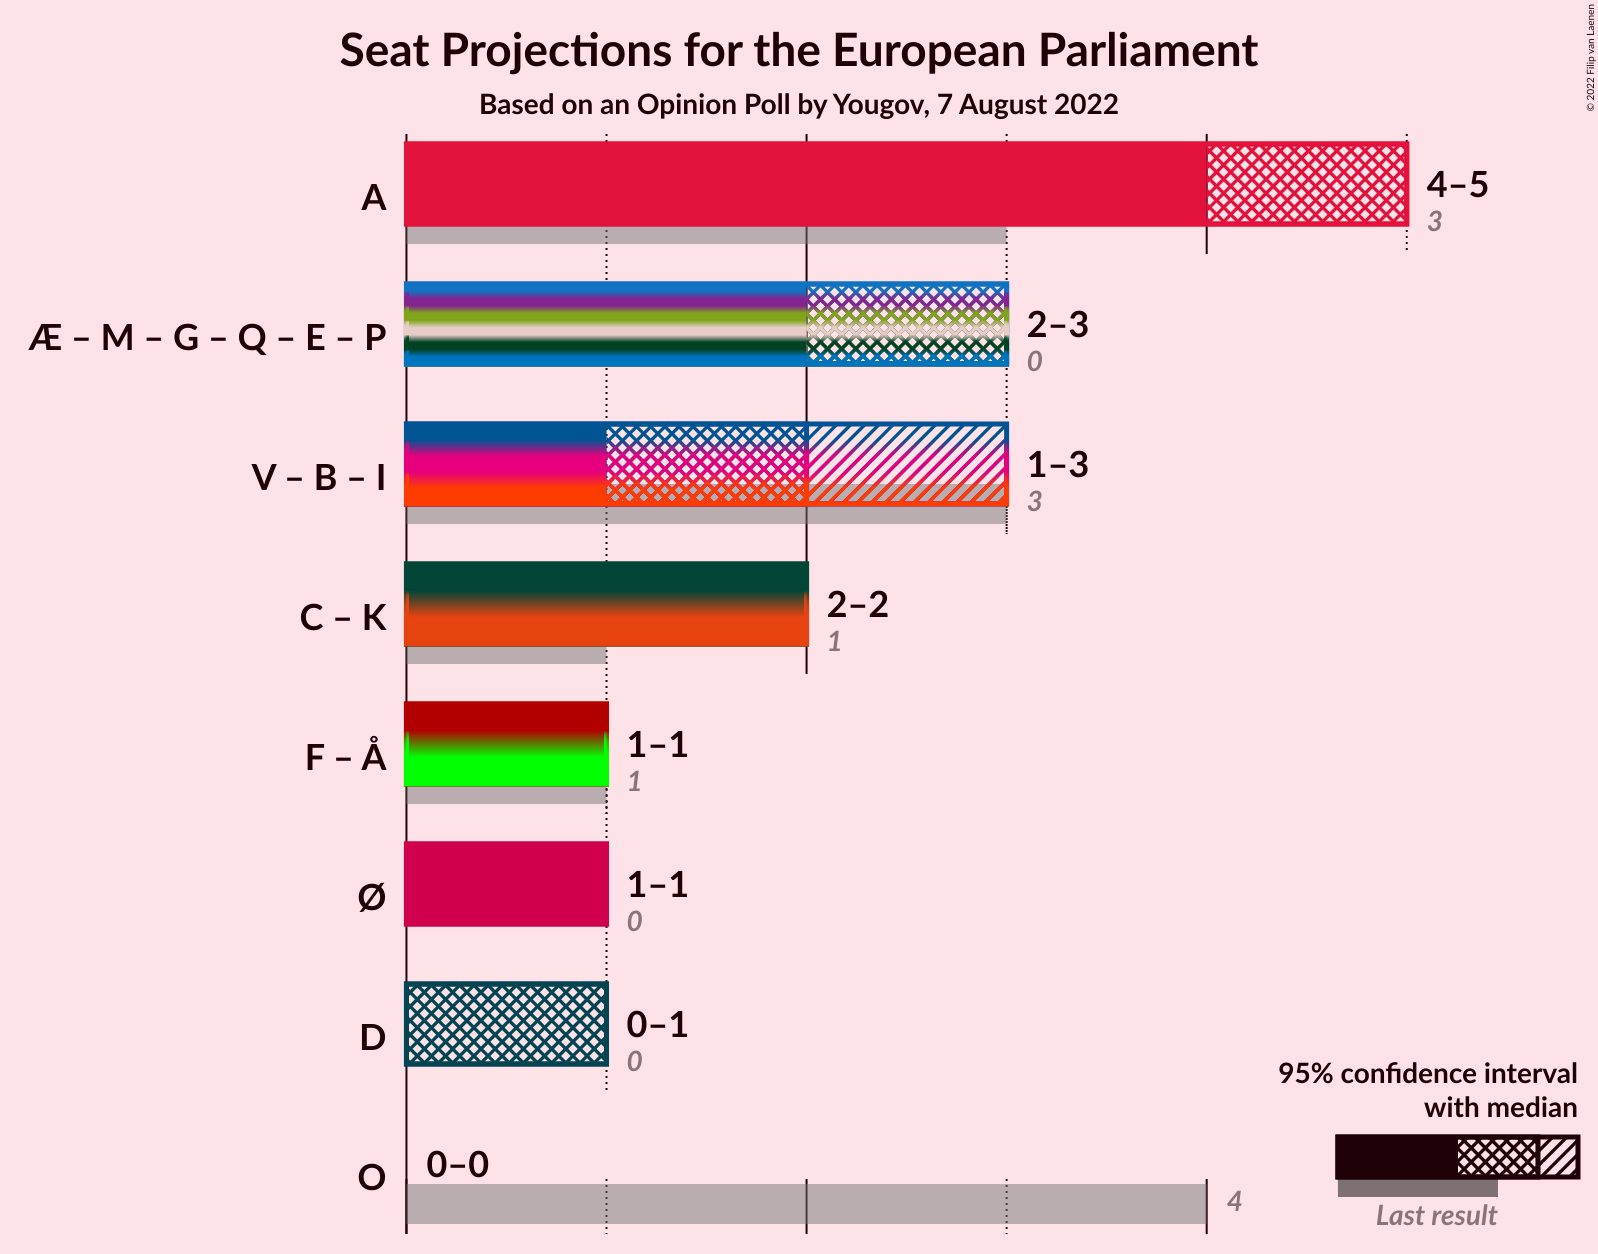 Seat Projections for the European Parliament
Based on an Opinion Poll by Yougov, 7 August 2022
© 2022 Filip van Laenen
A
4–5
3
Æ – M – G – Q – E – P
2–3
0
V – B – I
1–3
3
C – K
2–2
1
F – Å
1–1
1
Ø
1–1
0
D
0–1
0
O
0–0
4
95% confidence interval
with median
Last result